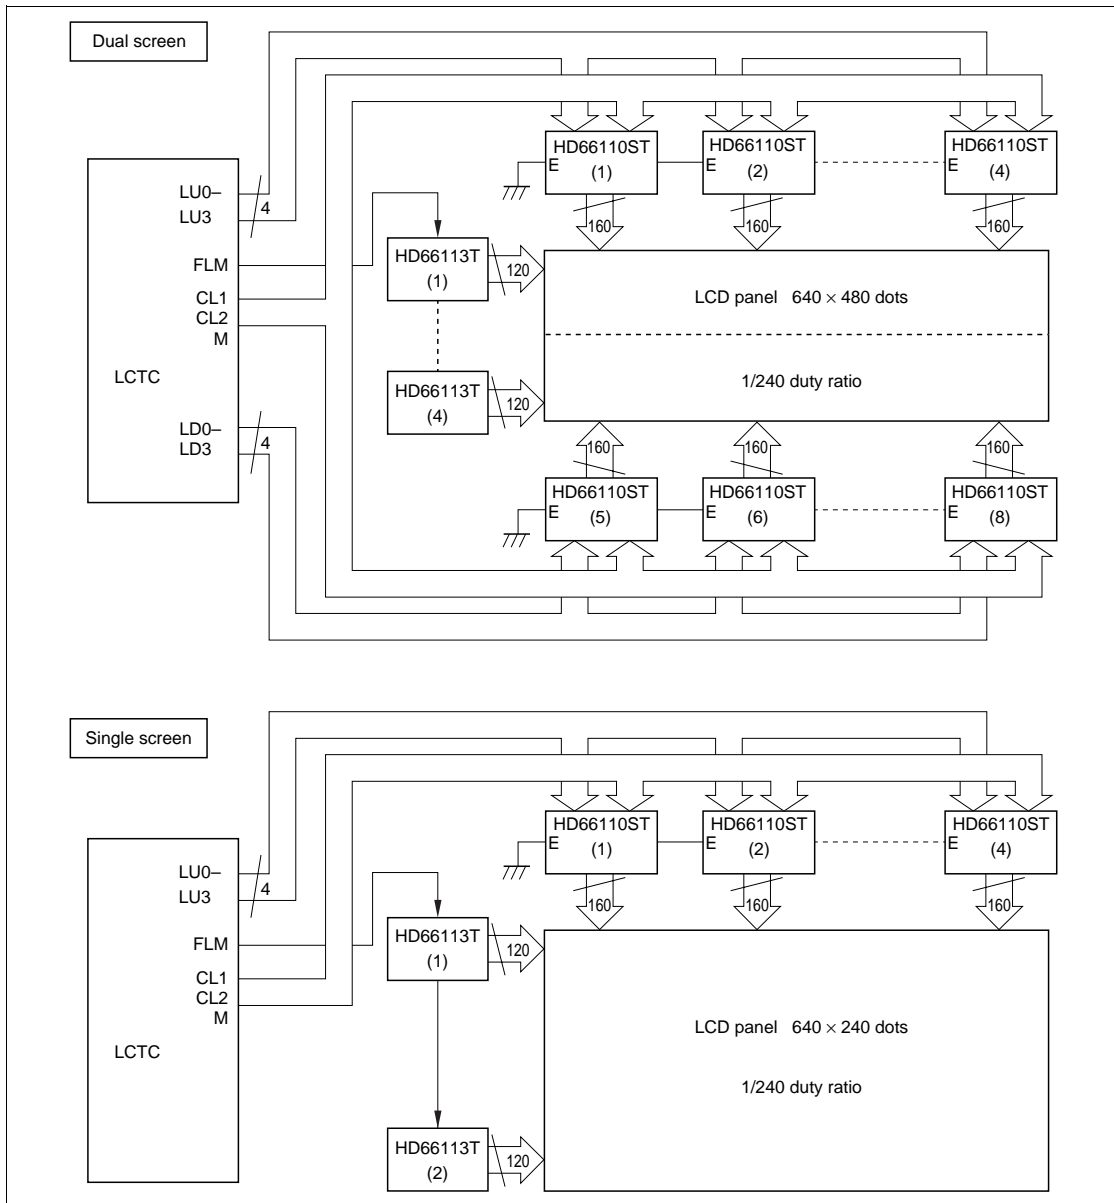 Dual screen
LU0–
LU3
4
FLM
CL1
CL2
M
LCTC
LD0–
LD3
4
HD66110ST
E
(1)
HD66110ST
E
(2)
HD66110ST
E
(4)
160
160
160
HD66113T
(1)
120
LCD panel 640 × 480 dots
HD66113T
(4)
120
1/240 duty ratio
160
160
160
HD66110ST
E
(5)
HD66110ST
E
(6)
HD66110ST
E
(8)
Single screen
LU0–
LU3
4
FLM
CL1
CL2
M
LCTC
HD66110ST
E
(1)
HD66110ST
E
(2)
HD66110ST
E
(4)
160
160
160
HD66113T
(1)
120
LCD panel 640 × 240 dots
1/240 duty ratio
HD66113T
(2)
120